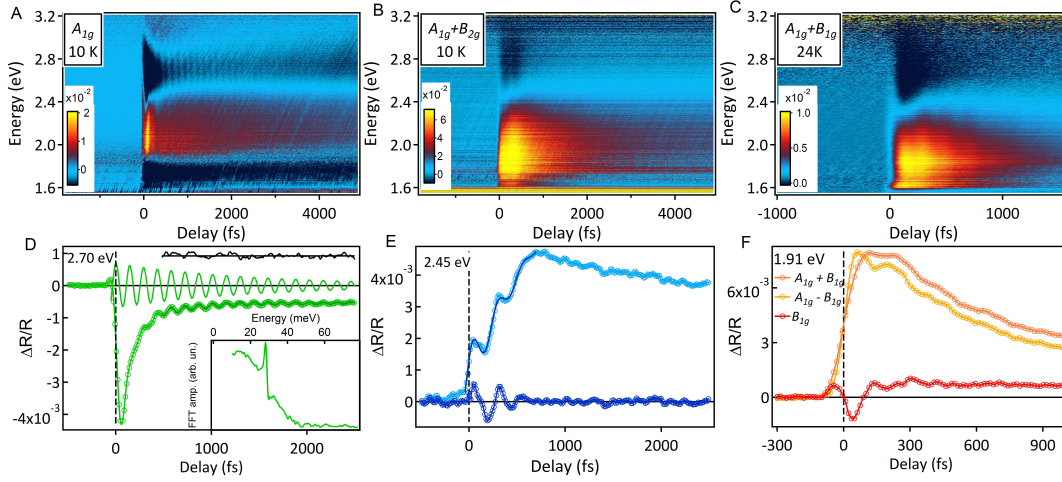 A
A1g
10 K
3.2
2.8
2.4
2.0
1.6
Energy (eV)
x10-2
2
1
0
0
2000
4000
Delay (fs)
B
A1g+B2g
10 K
3.2
2.8
2.4
2.0
1.6
Energy (eV)
x10-2
6
4
2
0
0
2000
4000
Delay (fs)
C
A1g+B1g
24K
3.2
2.8
2.4
2.0
1.6
Energy (eV)
x10-2
1.0
0.5
0.0
-1000
0
1000
Delay (fs)
D
2.70 eV
1
0
-1
-2
-3
-4x10-3
ΔR/R
Energy (meV)
0
20
40
60
FFT amp. (arb. un.)
0
1000
2000
Delay (fs)
E
2.45 eV
4x10-3
2
0
ΔR/R
0
1000
2000
Delay (fs)
F
1.91 eV
A1g + B1g
A1g - B1g
B1g
6x10-3
3
0
ΔR/R
-300
0
300
600
900
Delay (fs)